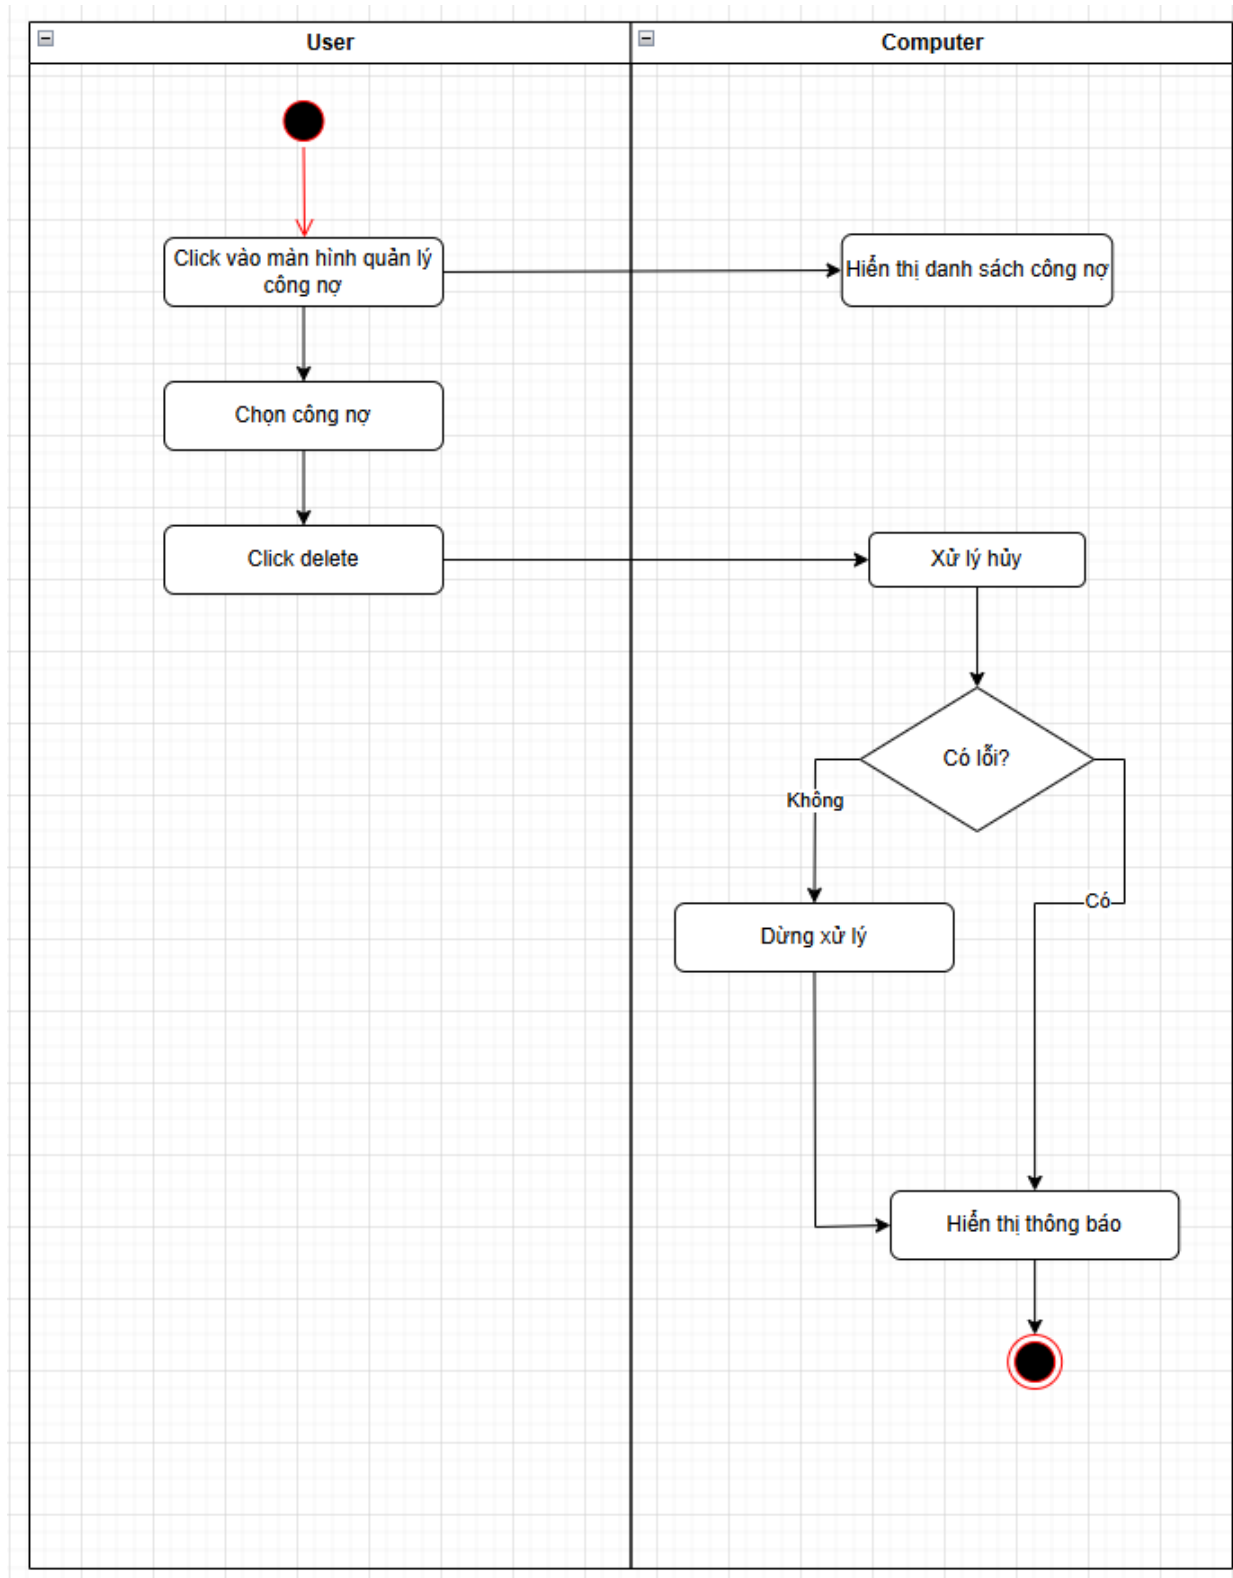 User
Computer
Click vào màn hình quản lý
công nợ
Hiển thị danh sách công nợ
Chọn công nợ
Click delete
Xử lý hủy
Có lỗi?
Không
Có
Dừng xử lý
Hiển thị thông báo